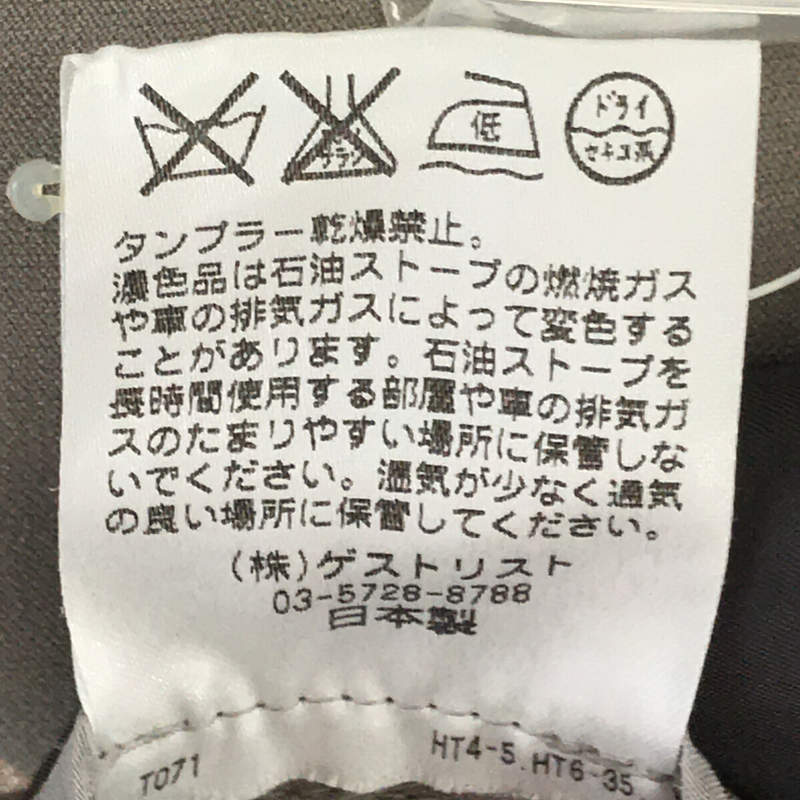 エンソ
サラシ
低
ドライ
セキユ系
タンブラー乾燥禁止。
濃色品は石油ストーブの燃焼ガス
や車の排気ガスによって変色する
ことがあります。石油ストーブを
長時間使用する部屋や車の排気ガ
スのたまりやすい場所に保管しな
いでください。湿気が少なく通気
の良い場所に保管してください。
(株)ゲストリスト
03-5728-8788
日本製
T071 HT4-5.HT6-35